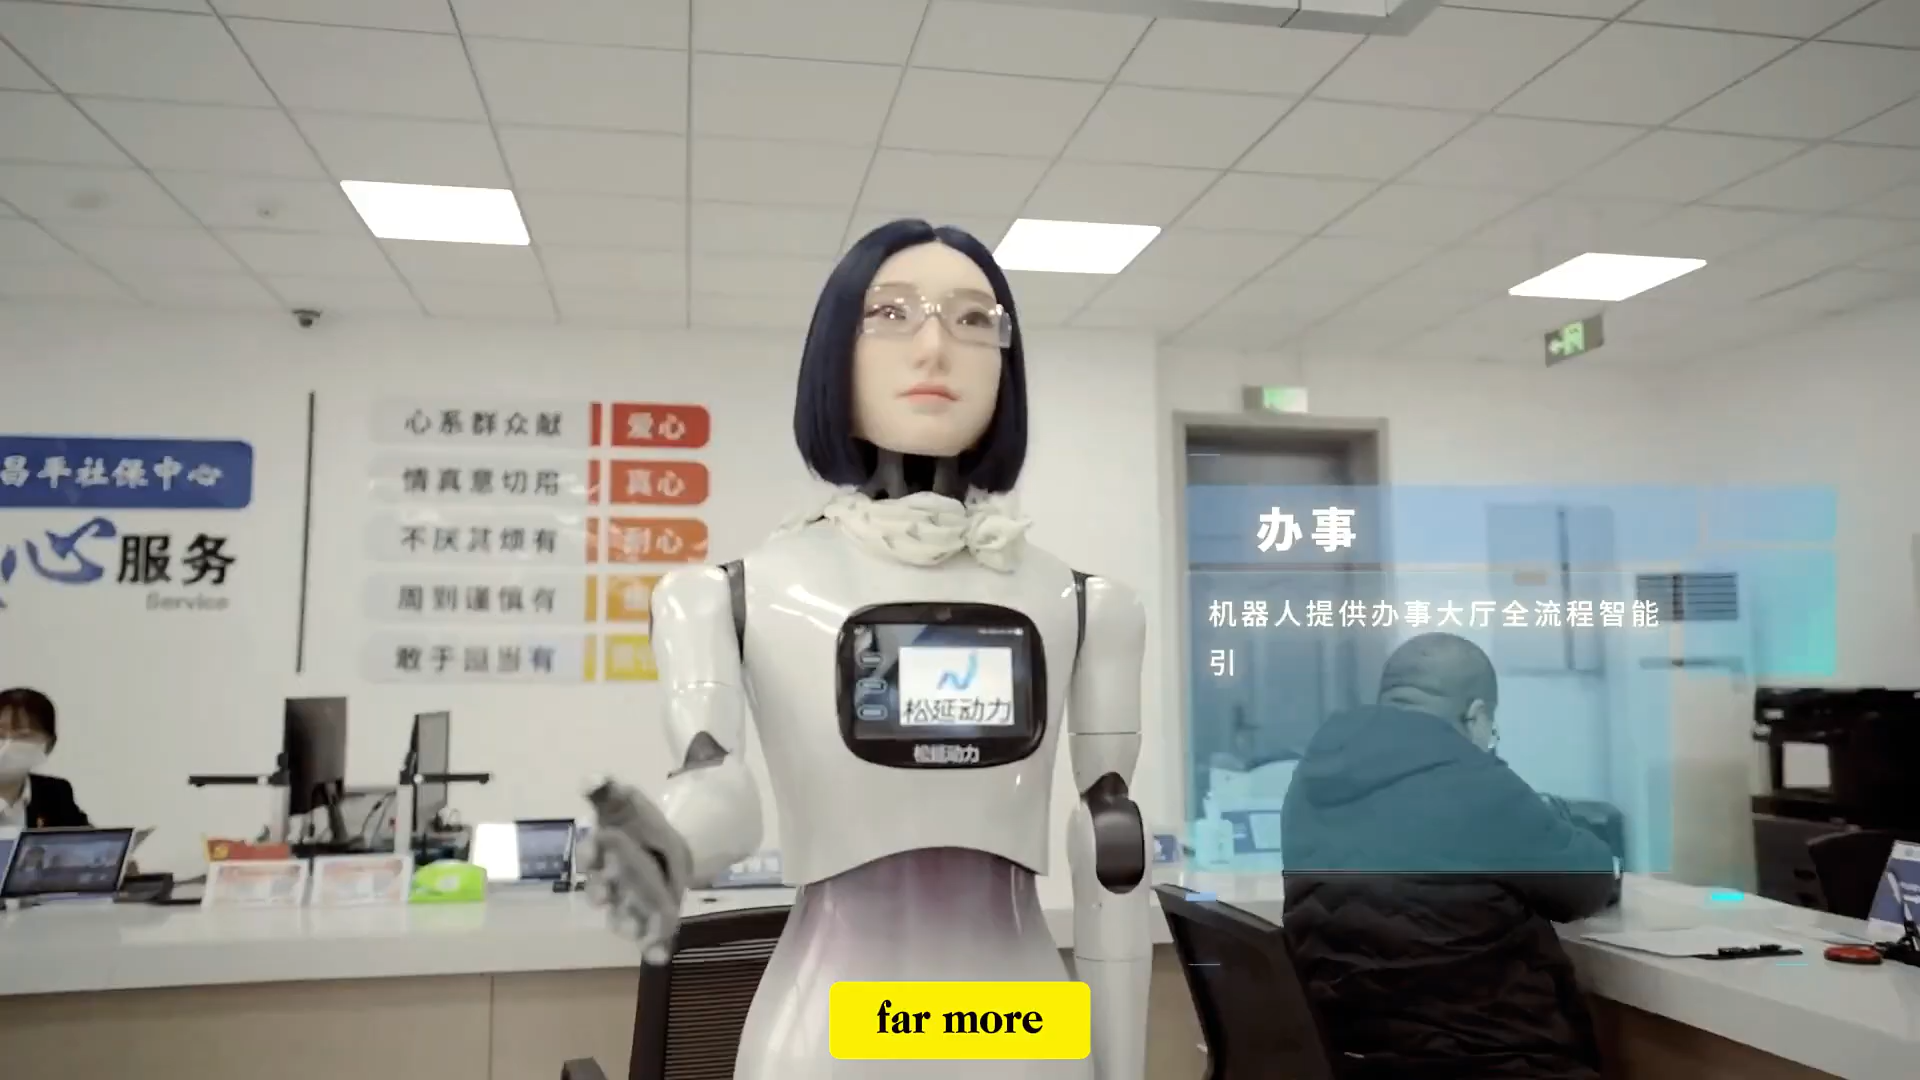 昌平社保中心
心服务
Service
心系群众献 爱心
情真意切用 真心
不厌其烦有 耐心
周到谨慎有
敢于担当有
松延动力
松延动力
办事
机器人提供办事大厅全流程智能
引
far more